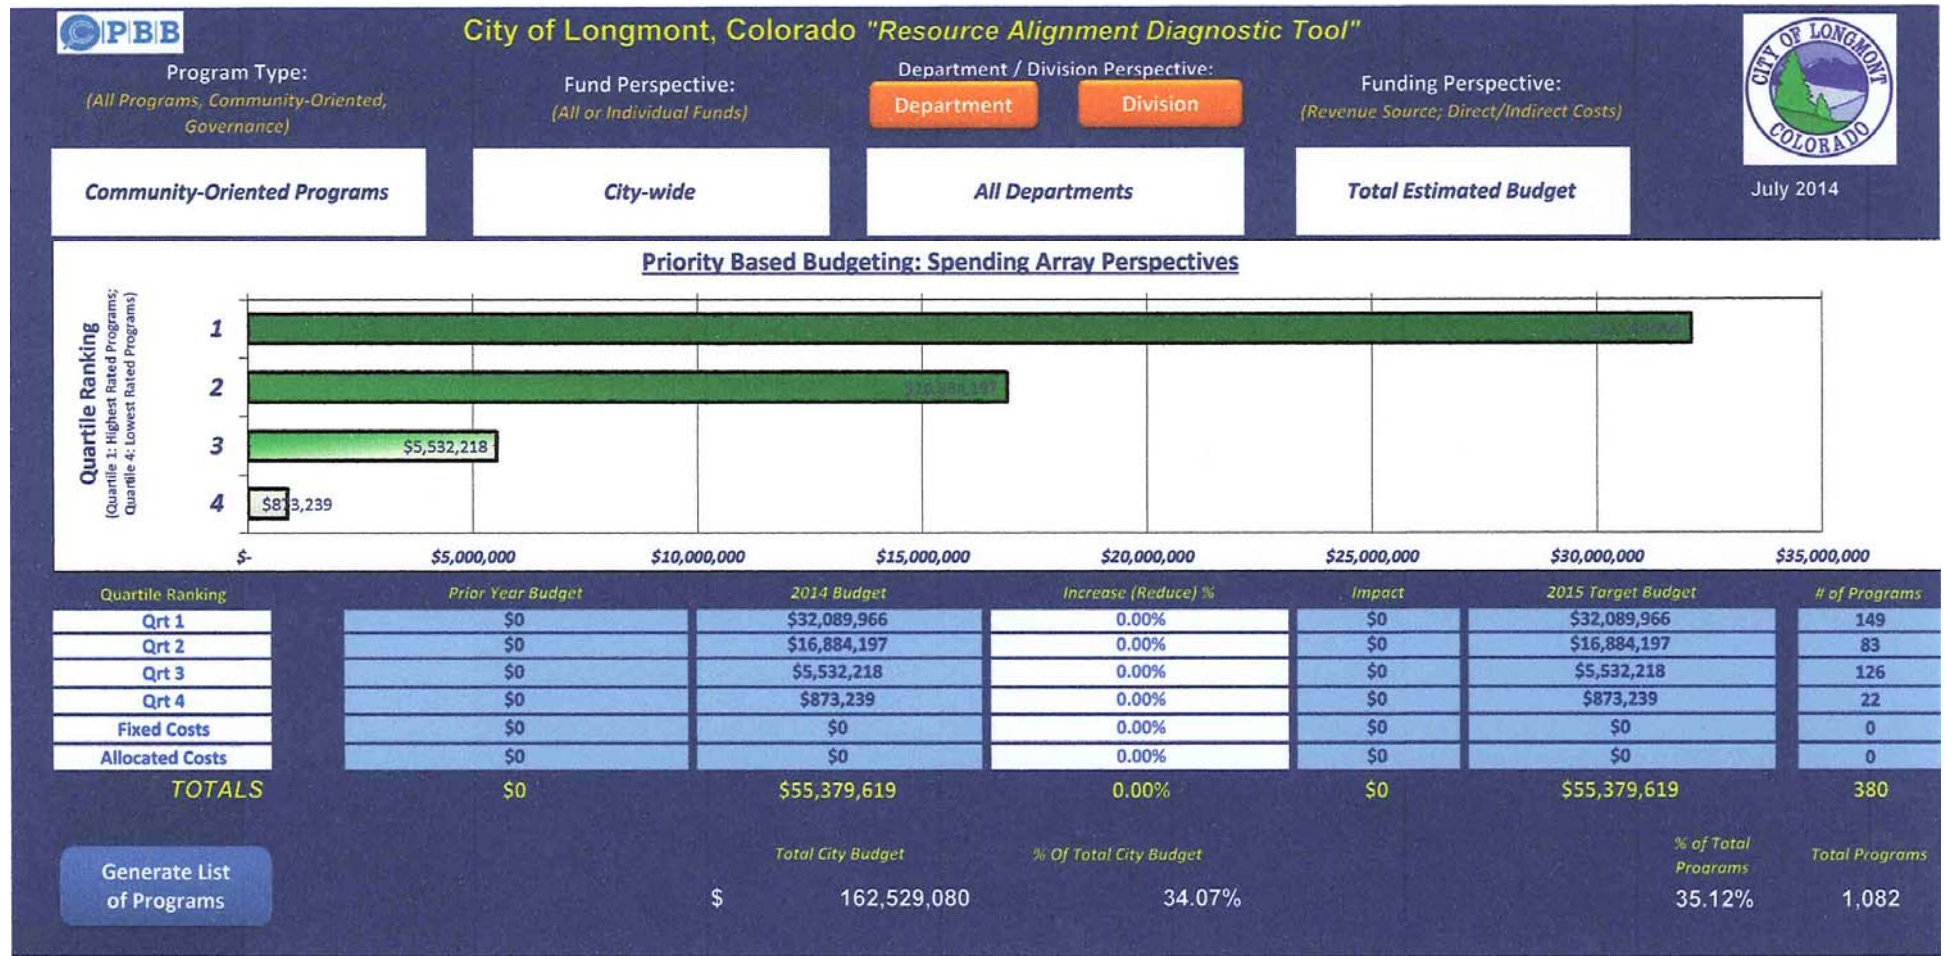 PBB
City of Longmont, Colorado "Resource Alignment Diagnostic Tool"
Program Type:
(All Programs, Community-Oriented,
Governance)
Fund Perspective:
(All or Individual Funds)
Department / Division Perspective:
Department Division
Funding Perspective:
(Revenue Source; Direct/Indirect Costs)
CITY OF LONGMONT
COLORADO
Community-Oriented Programs City-wide All Departments Total Estimated Budget July 2014
Priority Based Budgeting: Spending Array Perspectives
Quartile Ranking
(Quartile 1: Highest Rated Programs;
Quartile 4: Lowest Rated Programs)
1
2 $16,884,197
3 $5,532,218
4 $873,239
$- $5,000,000 $10,000,000 $15,000,000 $20,000,000 $25,000,000 $30,000,000 $35,000,000
Quartile Ranking Prior Year Budget 2014 Budget Increase (Reduce) % Impact 2015 Target Budget # of Programs
Qrt 1 $0 $32,089,966 0.00% $0 $32,089,966 149
Qrt 2 $0 $16,884,197 0.00% $0 $16,884,197 83
Qrt 3 $0 $5,532,218 0.00% $0 $5,532,218 126
Qrt 4 $0 $873,239 0.00% $0 $873,239 22
Fixed Costs $0 $0 0.00% $0 $0 0
Allocated Costs $0 $0 0.00% $0 $0 0
TOTALS $0 $55,379,619 0.00% $0 $55,379,619 380
Generate List
of Programs
Total City Budget % Of Total City Budget % of Total
Programs Total Programs
$ 162,529,080 34.07% 35.12% 1,082